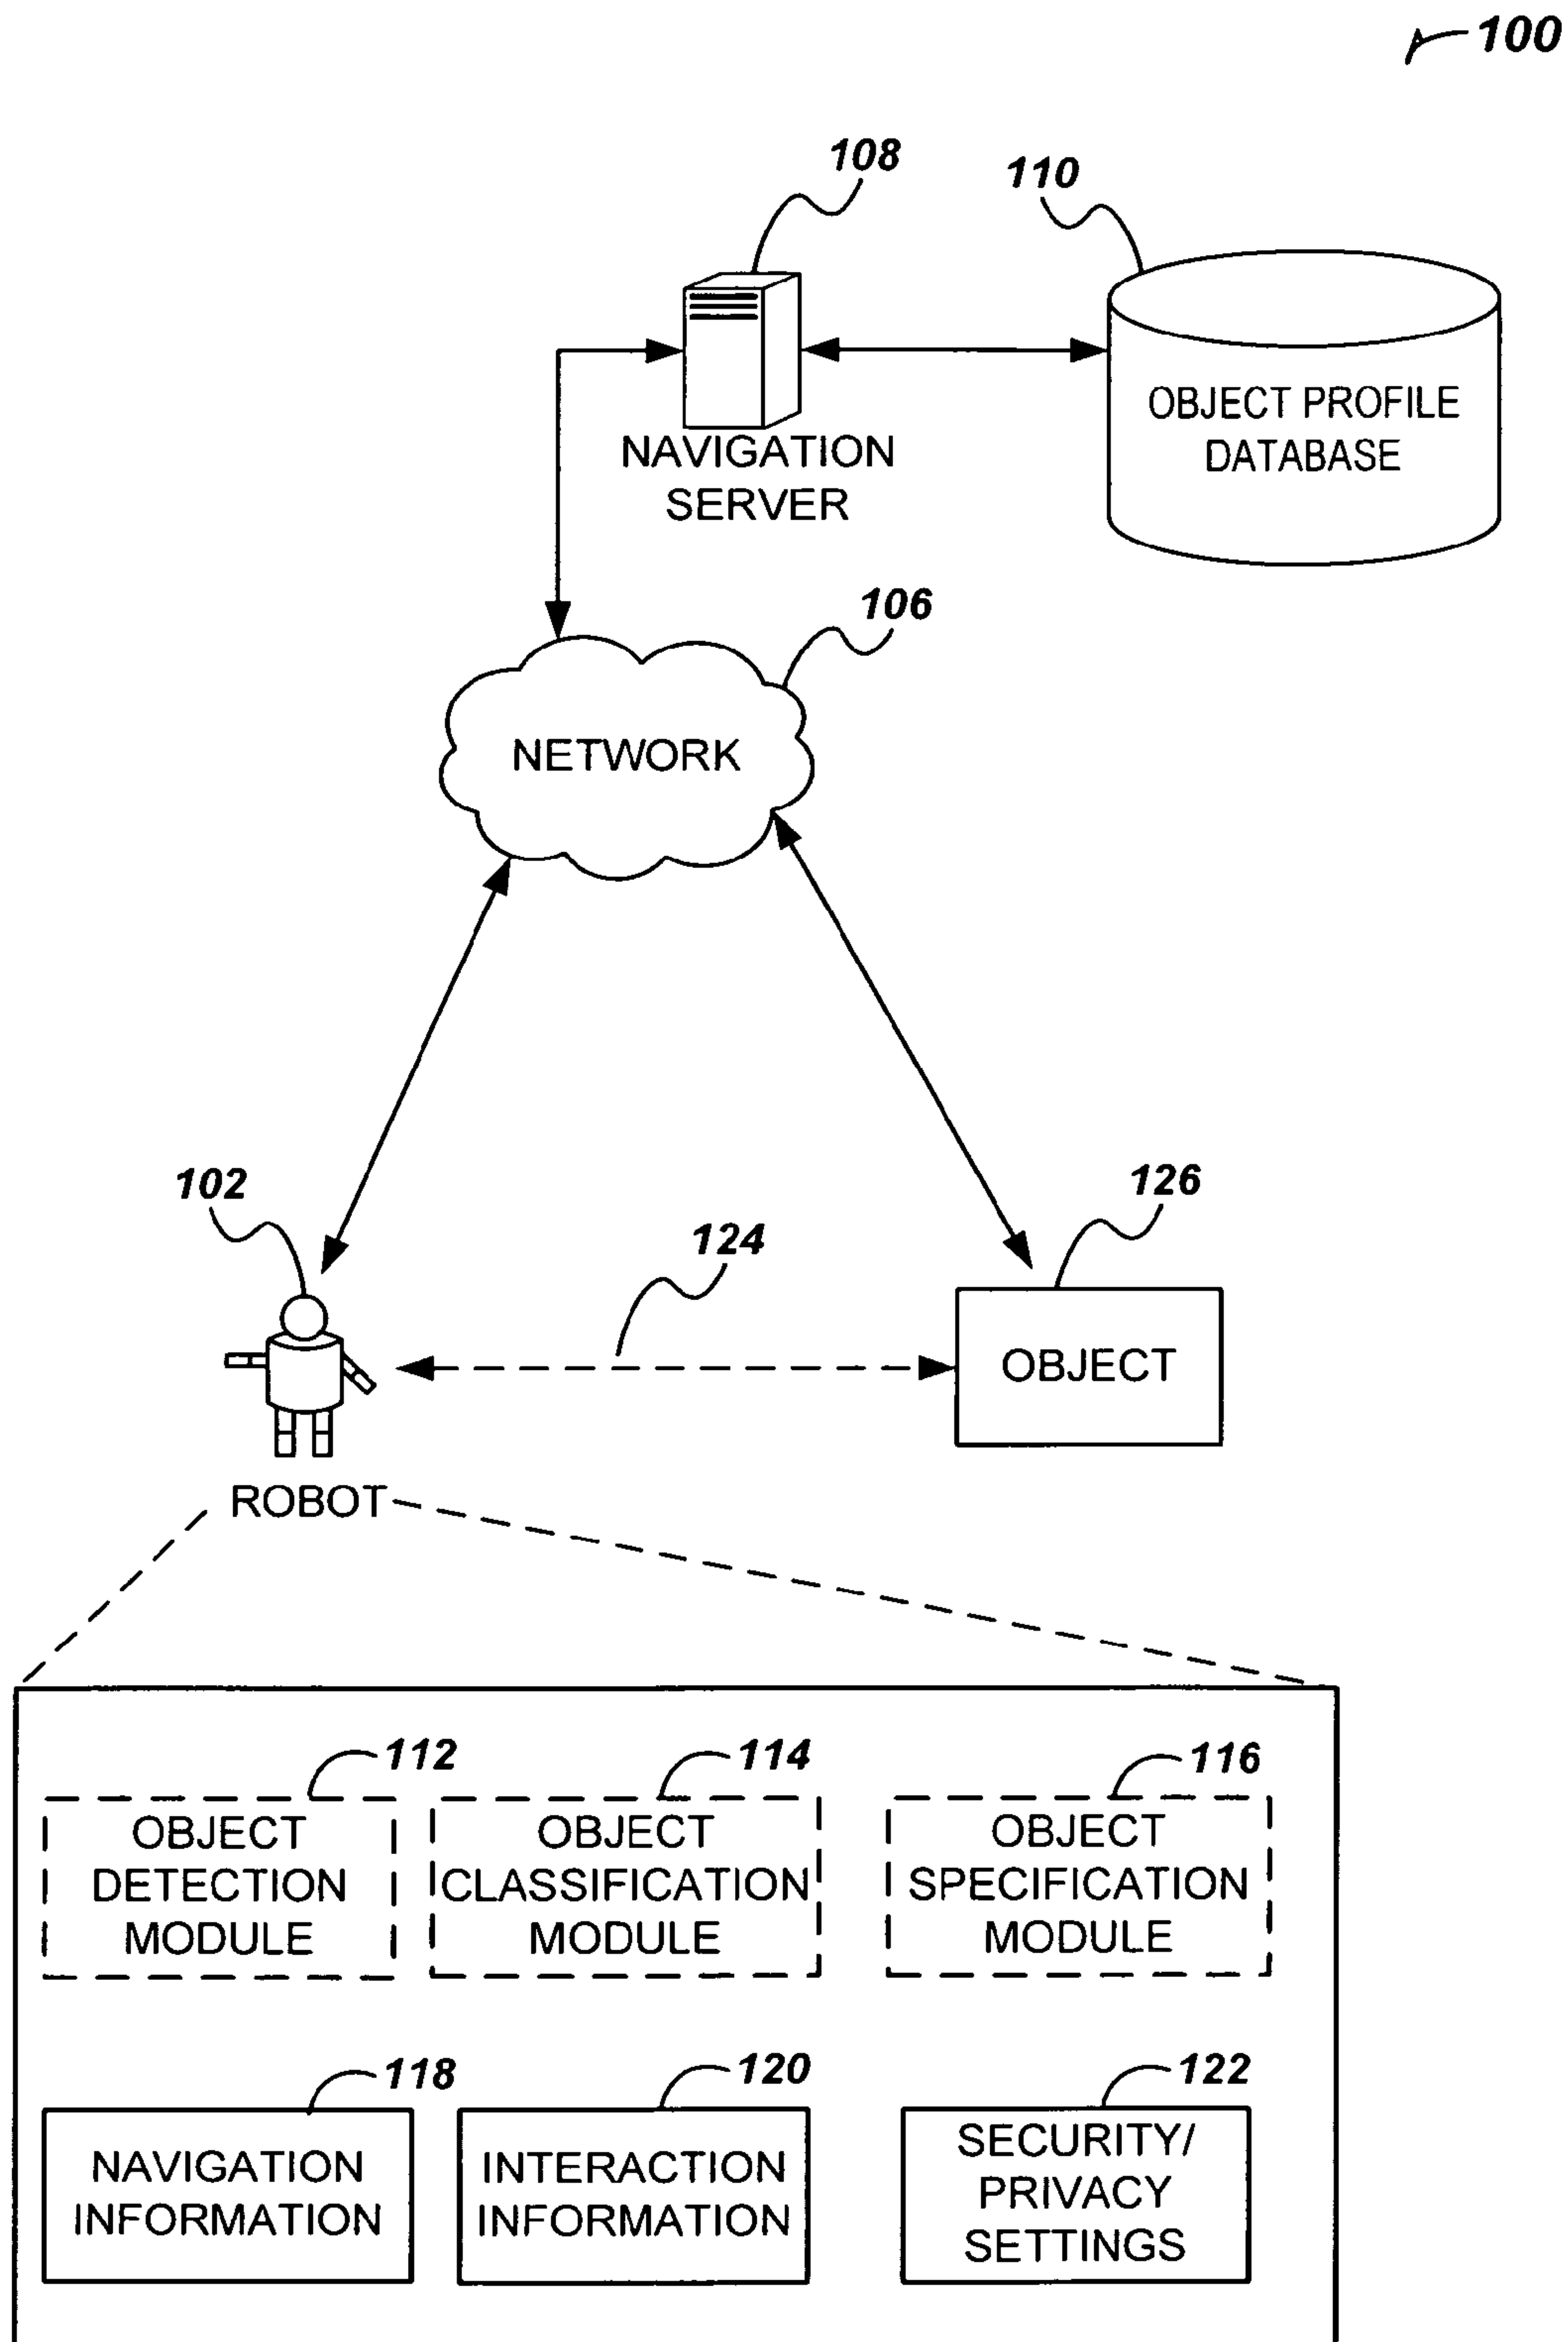 100
108
110
OBJECT PROFILE
DATABASE
NAVIGATION
SERVER
106
NETWORK
102
124
126
OBJECT
ROBOT
112
114
116
OBJECT
DETECTION
MODULE
OBJECT
CLASSIFICATION
MODULE
OBJECT
SPECIFICATION
MODULE
118
120
122
NAVIGATION
INFORMATION
INTERACTION
INFORMATION
SECURITY/
PRIVACY
SETTINGS